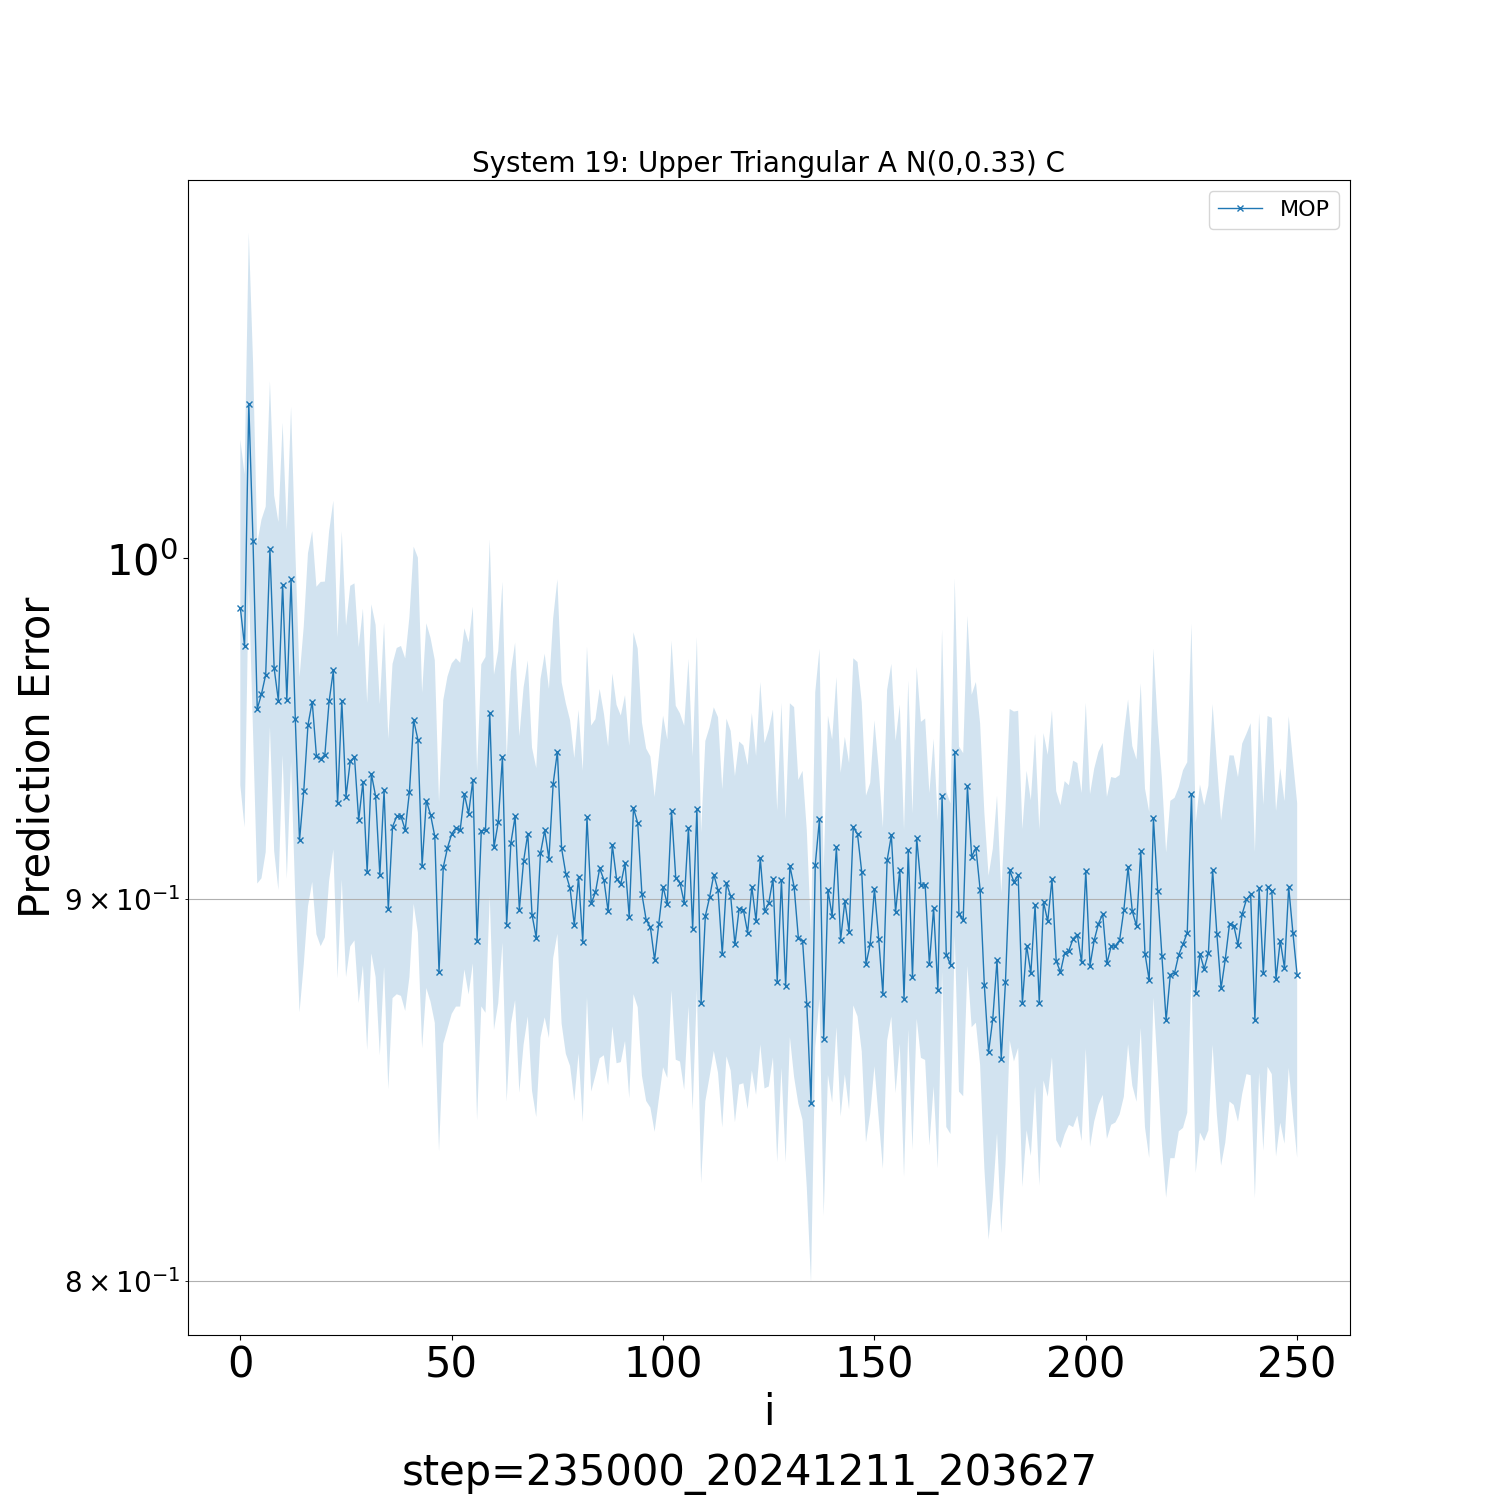 System 19: Upper Triangular A N(0,0.33) C
MOP
Prediction Error
10⁰
9 × 10⁻¹
8 × 10⁻¹
0 50 100 150 200 250
i
step=235000_20241211_203627